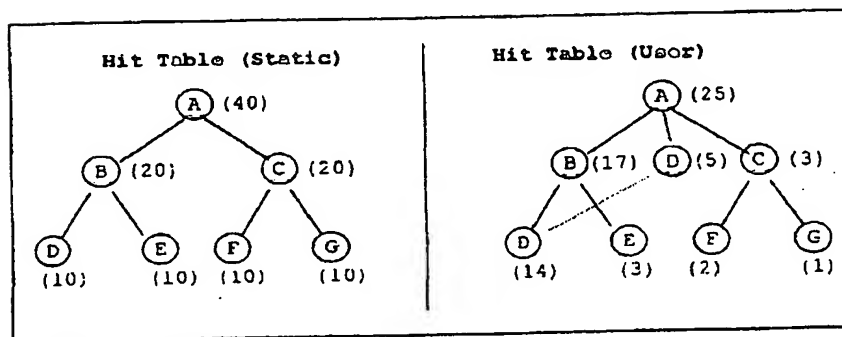 Hit Table (Static)
A (40)
B (20)
C (20)
D
E
F
G
(10)
(10)
(10)
(10)
Hit Table (User)
A (25)
B (17)
D (5)
C (3)
D
E
F
G
(14)
(3)
(2)
(1)